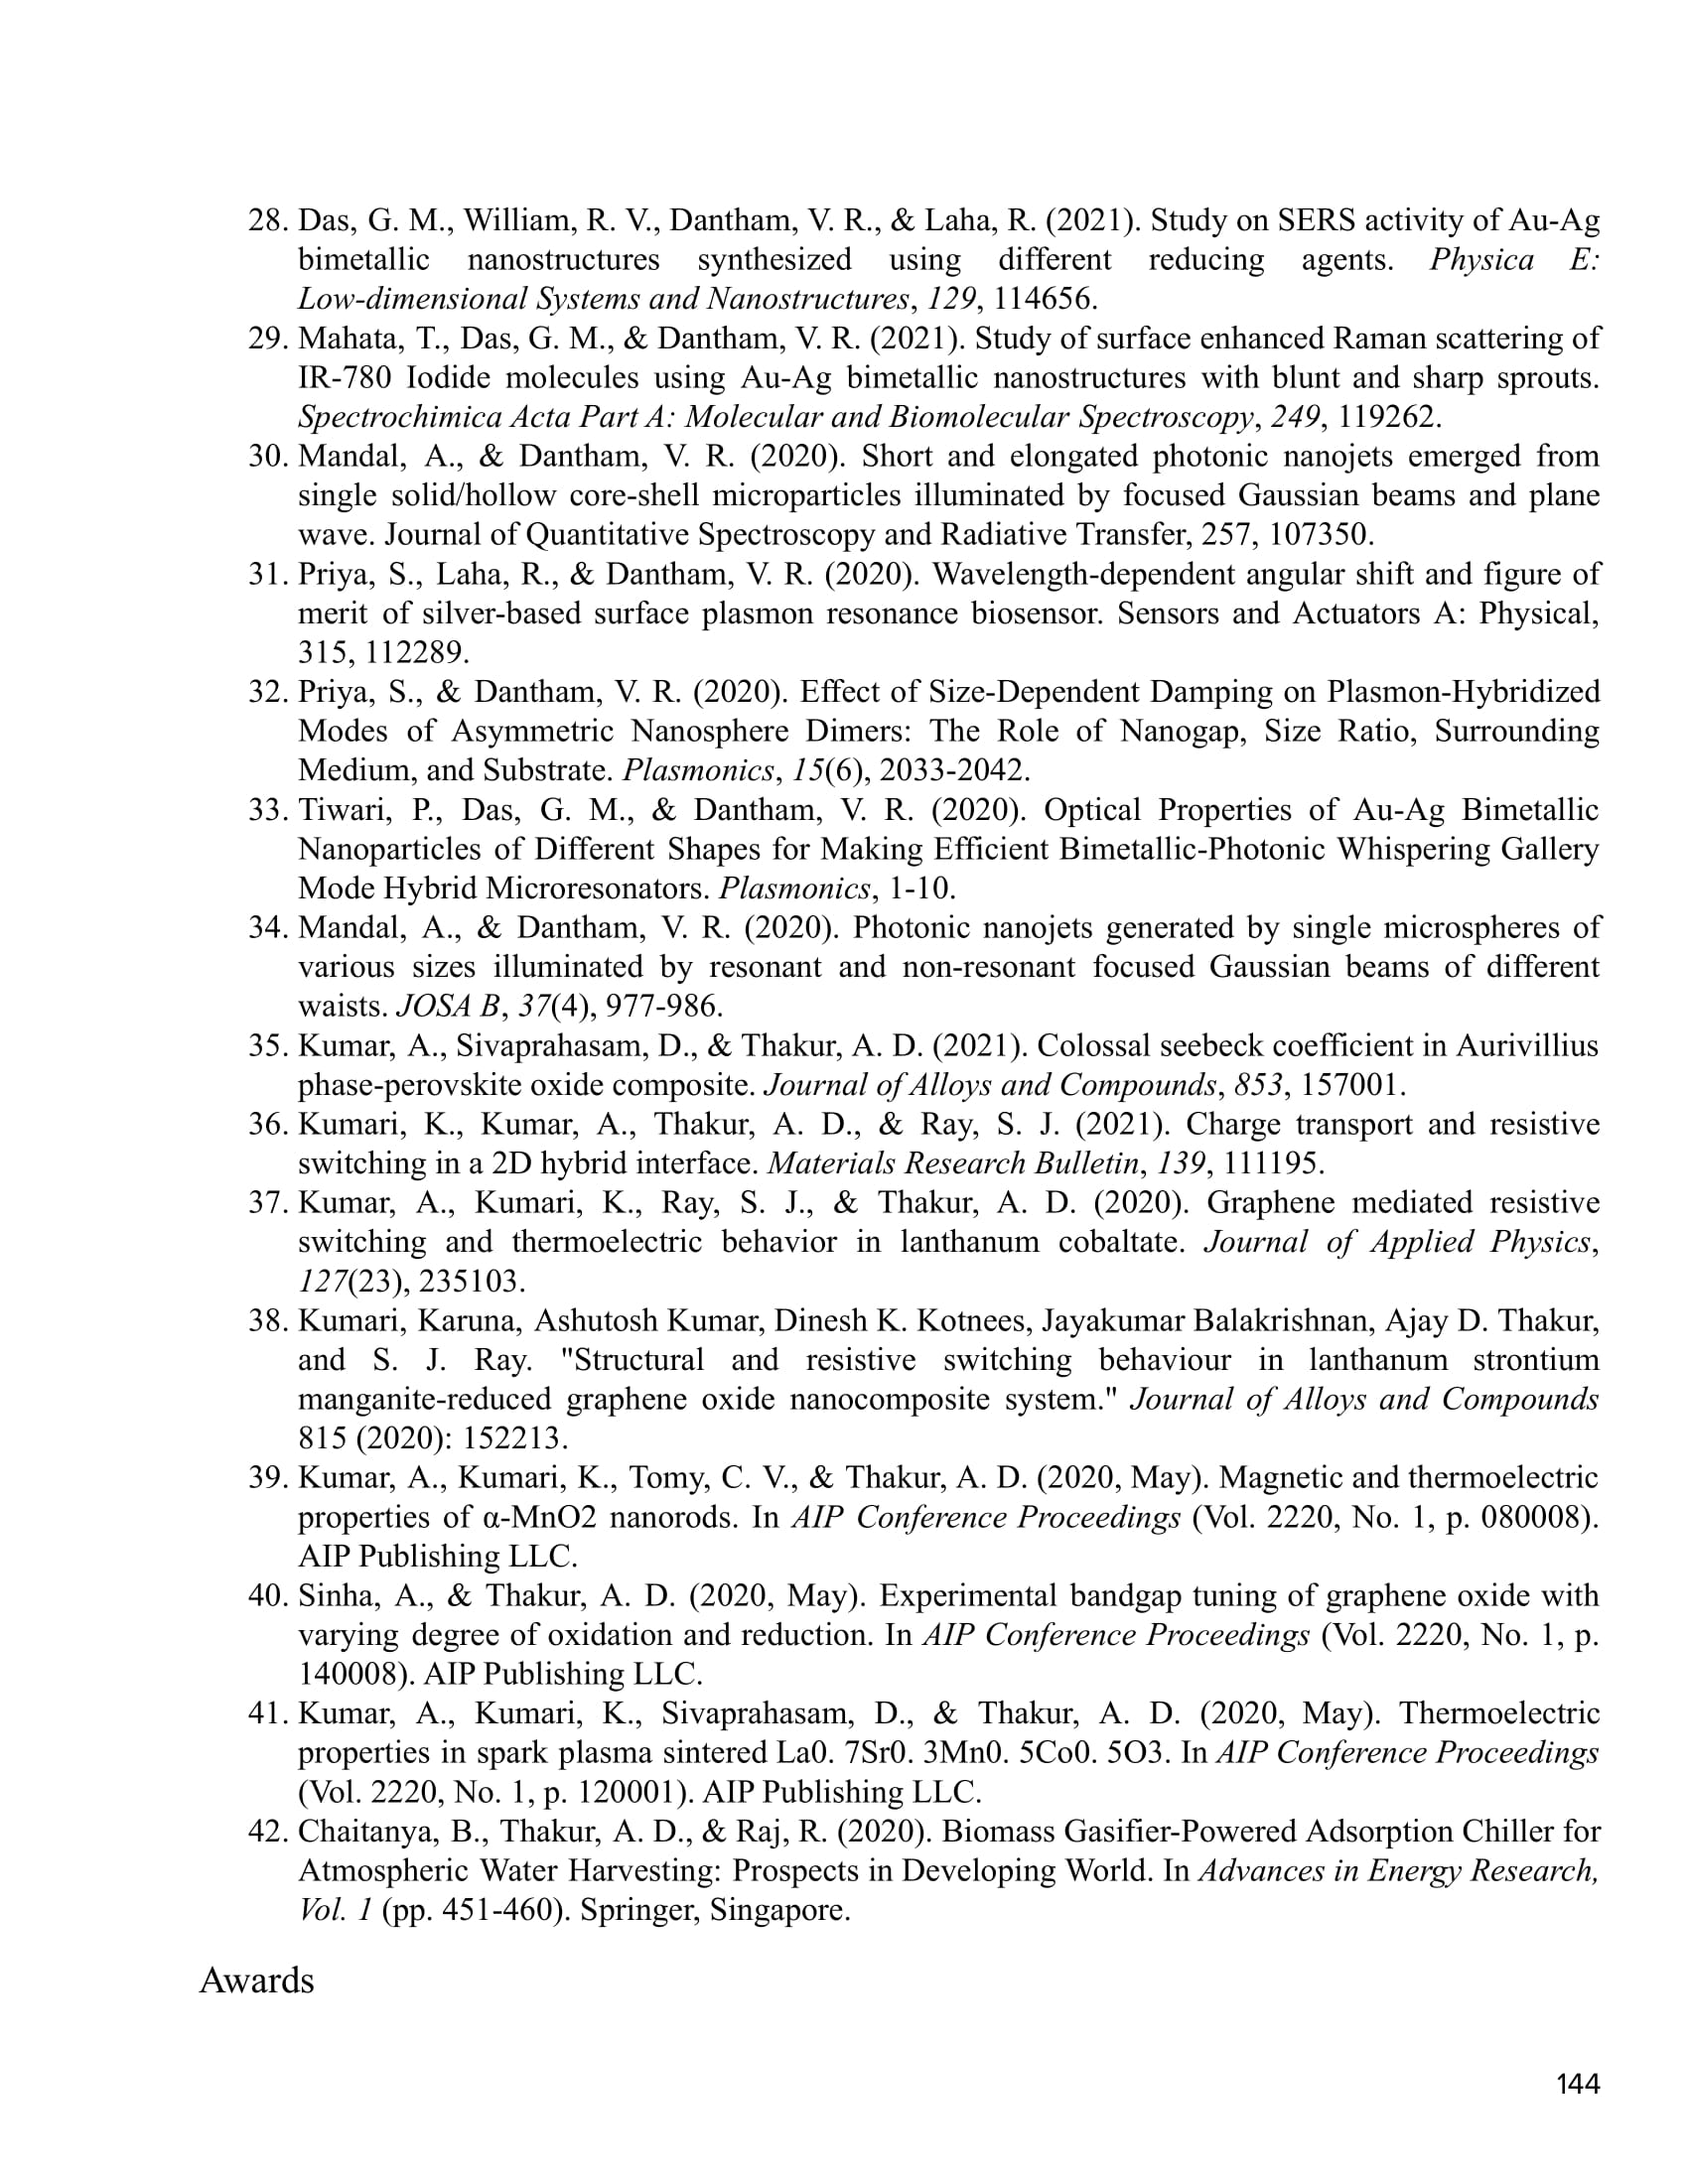 28. Das, G. M., William, R. V., Dantham, V. R., & Laha, R. (2021). Study on SERS activity of Au-Ag
bimetallic nanostructures synthesized using different reducing agents. Physica E:
Low-dimensional Systems and Nanostructures, 129, 114656.
29. Mahata, T., Das, G. M., & Dantham, V. R. (2021). Study of surface enhanced Raman scattering of
IR-780 Iodide molecules using Au-Ag bimetallic nanostructures with blunt and sharp sprouts.
Spectrochimica Acta Part A: Molecular and Biomolecular Spectroscopy, 249, 119262.
30. Mandal, A., & Dantham, V. R. (2020). Short and elongated photonic nanojets emerged from
single solid/hollow core-shell microparticles illuminated by focused Gaussian beams and plane
wave. Journal of Quantitative Spectroscopy and Radiative Transfer, 257, 107350.
31. Priya, S., Laha, R., & Dantham, V. R. (2020). Wavelength-dependent angular shift and figure of
merit of silver-based surface plasmon resonance biosensor. Sensors and Actuators A: Physical,
315, 112289.
32. Priya, S., & Dantham, V. R. (2020). Effect of Size-Dependent Damping on Plasmon-Hybridized
Modes of Asymmetric Nanosphere Dimers: The Role of Nanogap, Size Ratio, Surrounding
Medium, and Substrate. Plasmonics, 15(6), 2033-2042.
33. Tiwari, P., Das, G. M., & Dantham, V. R. (2020). Optical Properties of Au-Ag Bimetallic
Nanoparticles of Different Shapes for Making Efficient Bimetallic-Photonic Whispering Gallery
Mode Hybrid Microresonators. Plasmonics, 1-10.
34. Mandal, A., & Dantham, V. R. (2020). Photonic nanojets generated by single microspheres of
various sizes illuminated by resonant and non-resonant focused Gaussian beams of different
waists. JOSA B, 37(4), 977-986.
35. Kumar, A., Sivaprahasam, D., & Thakur, A. D. (2021). Colossal seebeck coefficient in Aurivillius
phase-perovskite oxide composite. Journal of Alloys and Compounds, 853, 157001.
36. Kumari, K., Kumar, A., Thakur, A. D., & Ray, S. J. (2021). Charge transport and resistive
switching in a 2D hybrid interface. Materials Research Bulletin, 139, 111195.
37. Kumar, A., Kumari, K., Ray, S. J., & Thakur, A. D. (2020). Graphene mediated resistive
switching and thermoelectric behavior in lanthanum cobaltate. Journal of Applied Physics,
127(23), 235103.
38. Kumari, Karuna, Ashutosh Kumar, Dinesh K. Kotnees, Jayakumar Balakrishnan, Ajay D. Thakur,
and S. J. Ray. "Structural and resistive switching behaviour in lanthanum strontium
manganite-reduced graphene oxide nanocomposite system." Journal of Alloys and Compounds
815 (2020): 152213.
39. Kumar, A., Kumari, K., Tomy, C. V., & Thakur, A. D. (2020, May). Magnetic and thermoelectric
properties of α-MnO2 nanorods. In AIP Conference Proceedings (Vol. 2220, No. 1, p. 080008).
AIP Publishing LLC.
40. Sinha, A., & Thakur, A. D. (2020, May). Experimental bandgap tuning of graphene oxide with
varying degree of oxidation and reduction. In AIP Conference Proceedings (Vol. 2220, No. 1, p.
140008). AIP Publishing LLC.
41. Kumar, A., Kumari, K., Sivaprahasam, D., & Thakur, A. D. (2020, May). Thermoelectric
properties in spark plasma sintered La0. 7Sr0. 3Mn0. 5Co0. 5O3. In AIP Conference Proceedings
(Vol. 2220, No. 1, p. 120001). AIP Publishing LLC.
42. Chaitanya, B., Thakur, A. D., & Raj, R. (2020). Biomass Gasifier-Powered Adsorption Chiller for
Atmospheric Water Harvesting: Prospects in Developing World. In Advances in Energy Research,
Vol. 1 (pp. 451-460). Springer, Singapore.
Awards
144